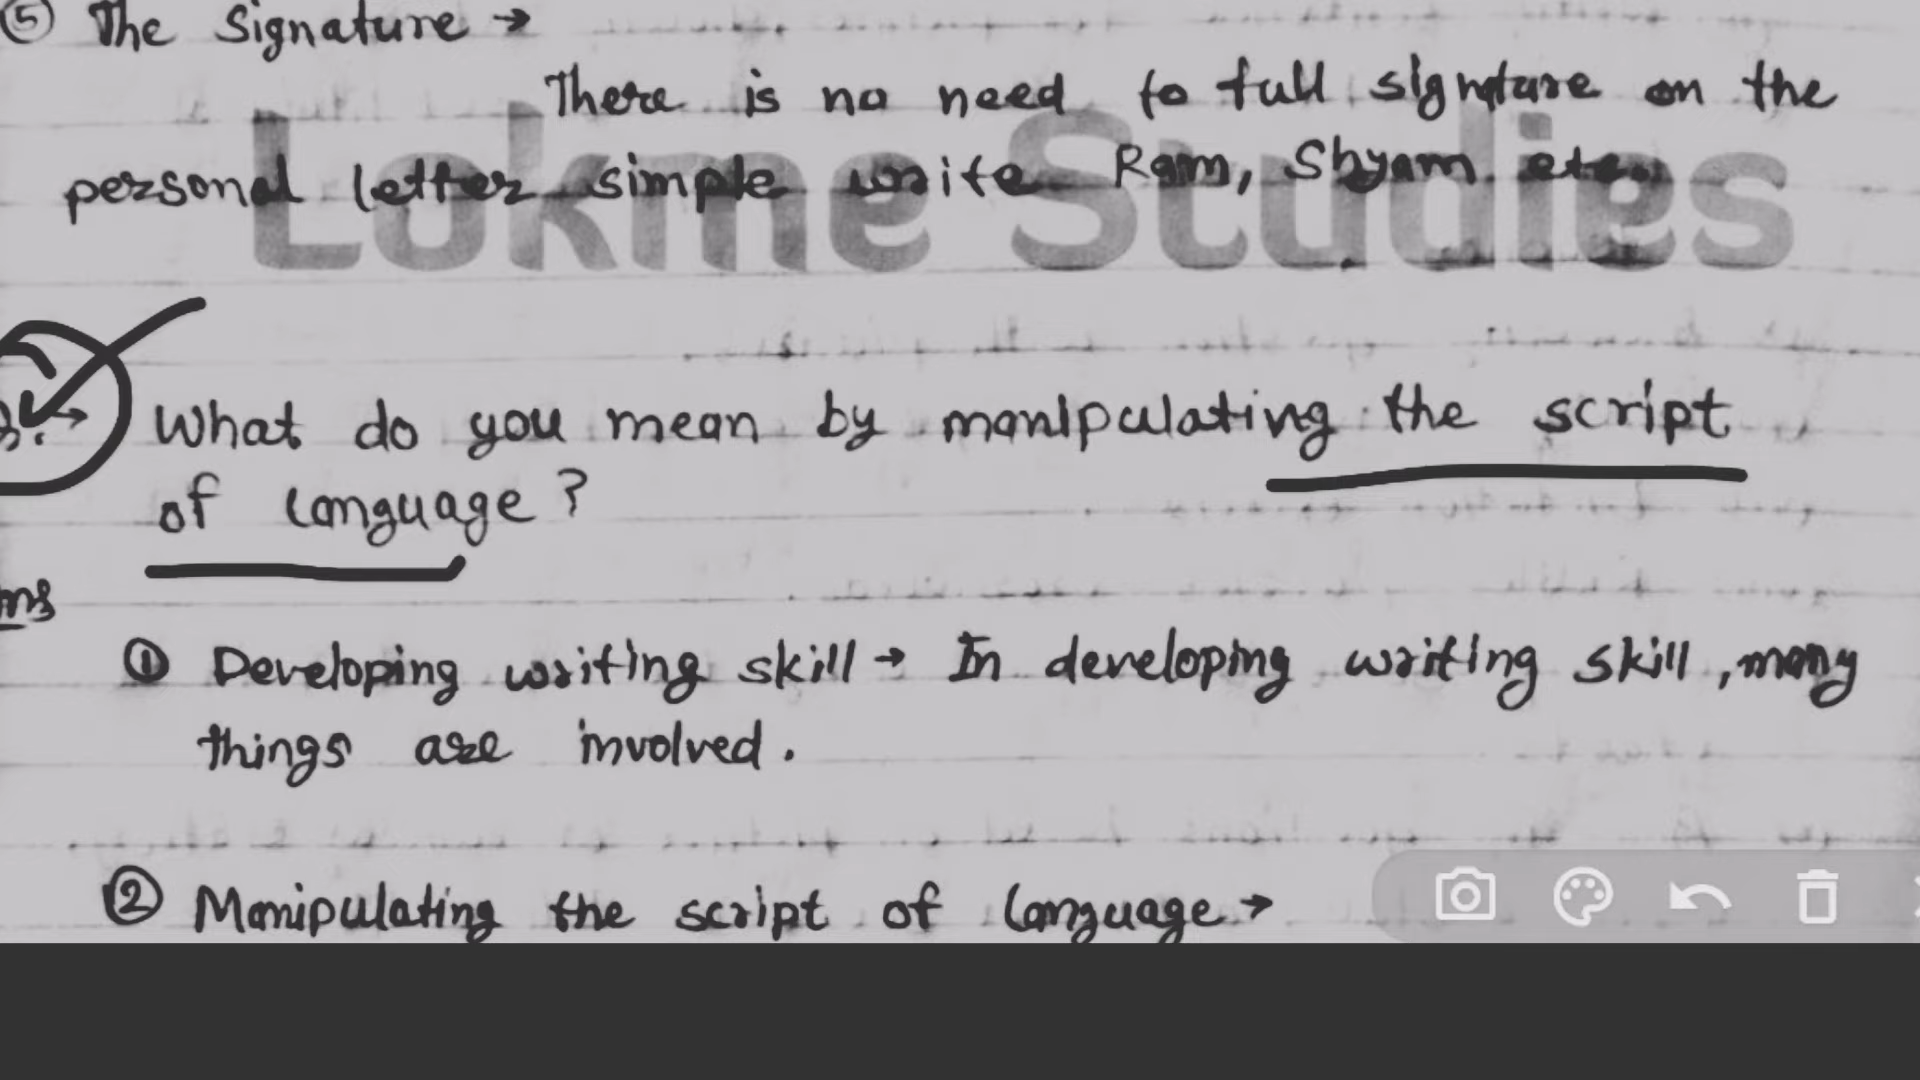 ⑤ The Signature →
There is no need to full signature on the
personal letter simple write Ram, Shyam etc.
Lokme Studies
What do you mean by manipulating the script
of language?
ans
① Developing writing skill → In developing writing skill, many
things are involved.
② Manipulating the script of language →